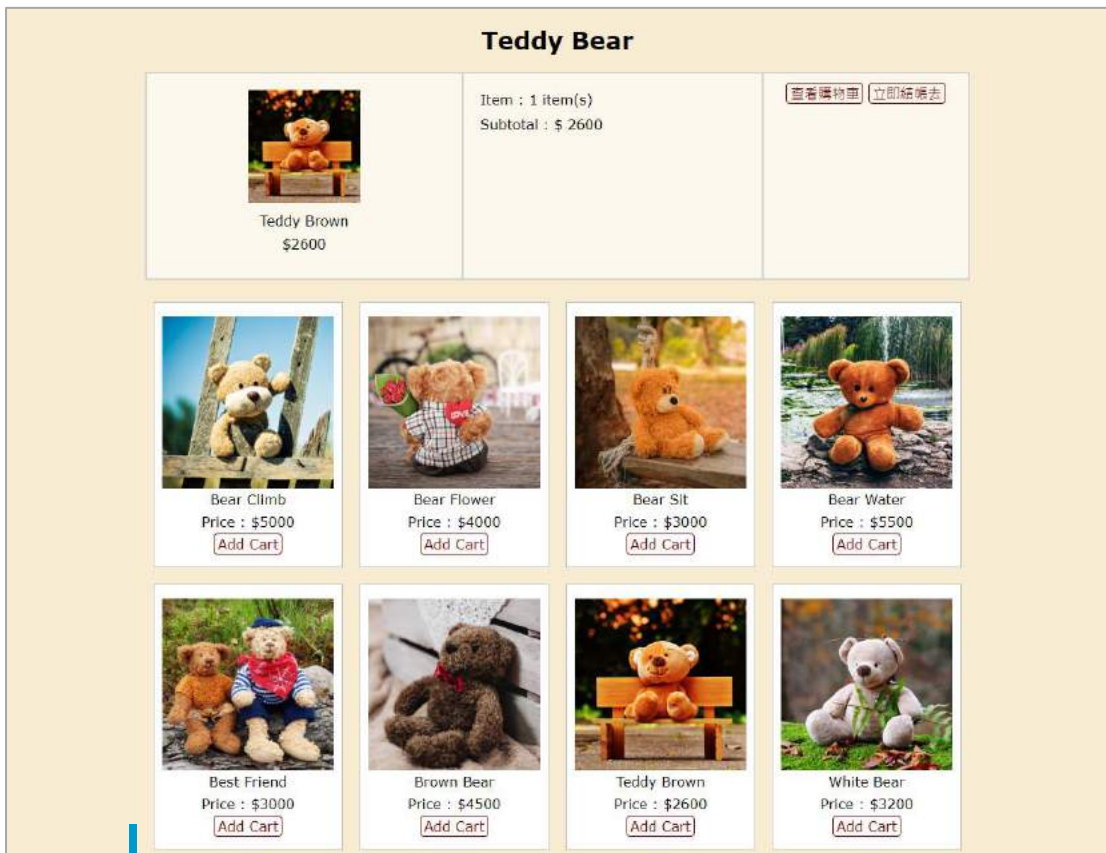 Teddy Bear
Teddy Brown
$2600
Item : 1 item(s)
Subtotal : $ 2600
查看購物車 立即結帳去
Bear Climb
Price : $5000
Add Cart
Bear Flower
Price : $4000
Add Cart
Bear Sit
Price : $3000
Add Cart
Bear Water
Price : $5500
Add Cart
Best Friend
Price : $3000
Add Cart
Brown Bear
Price : $4500
Add Cart
Teddy Brown
Price : $2600
Add Cart
White Bear
Price : $3200
Add Cart